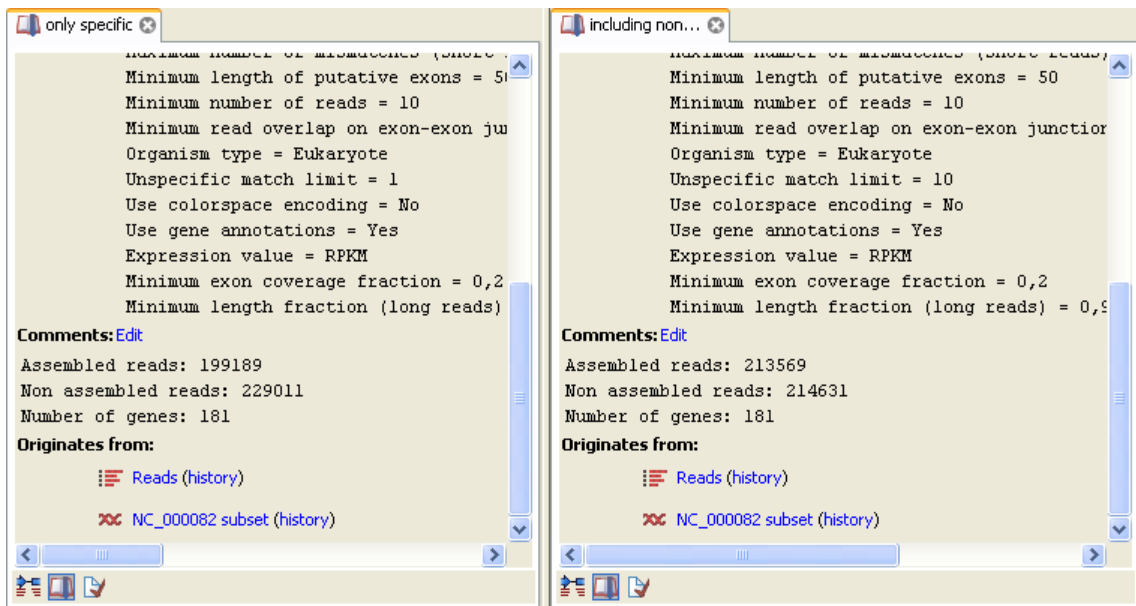 only specific
Minimum length of putative exons = 5
Minimum number of reads = 10
Minimum read overlap on exon-exon ju
Organism type = Eukaryote
Unspecific match limit = 1
Use colorspace encoding = No
Use gene annotations = Yes
Expression value = RPKM
Minimum exon coverage fraction = 0,2
Minimum length fraction (long reads)
Comments: Edit
Assembled reads: 199189
Non assembled reads: 229011
Number of genes: 181
Originates from:
Reads (history)
NC_000082 subset (history)
including non...
Maximum number of mismatches (short reads)
Minimum length of putative exons = 50
Minimum number of reads = 10
Minimum read overlap on exon-exon junction
Organism type = Eukaryote
Unspecific match limit = 10
Use colorspace encoding = No
Use gene annotations = Yes
Expression value = RPKM
Minimum exon coverage fraction = 0,2
Minimum length fraction (long reads) = 0,9
Comments: Edit
Assembled reads: 213569
Non assembled reads: 214631
Number of genes: 181
Originates from:
Reads (history)
NC_000082 subset (history)